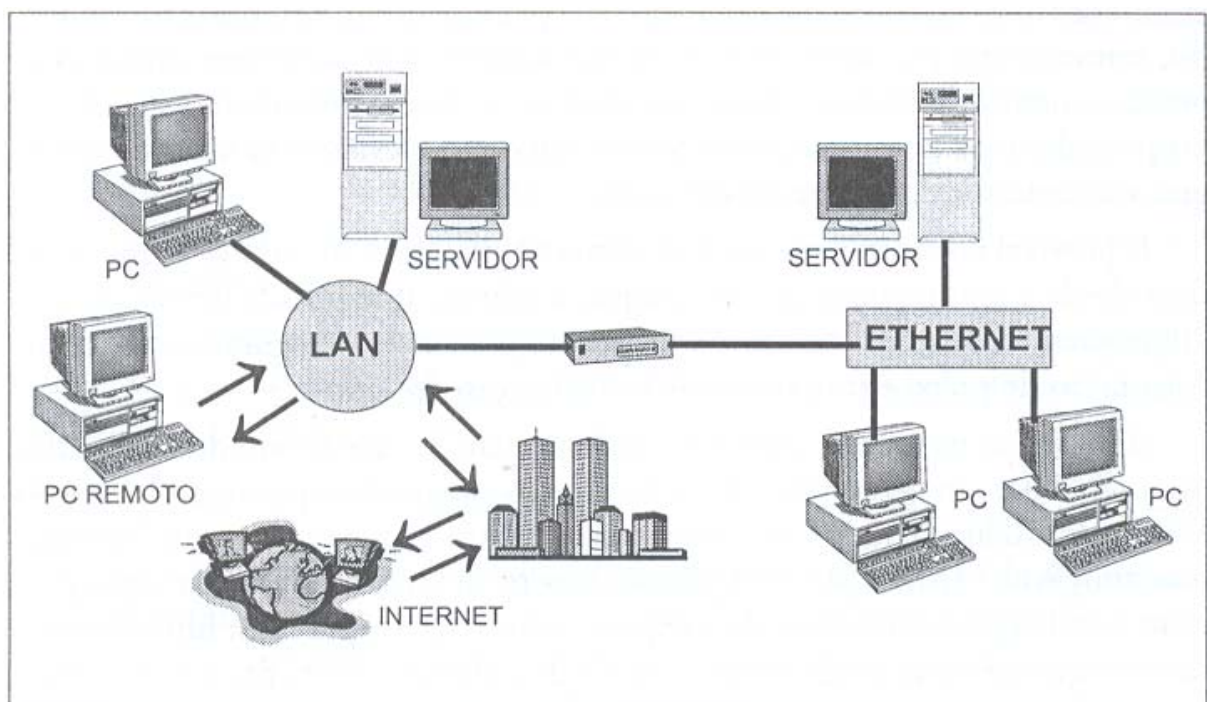 PC
SERVIDOR
SERVIDOR
LAN
ETHERNET
PC REMOTO
PC
PC
INTERNET